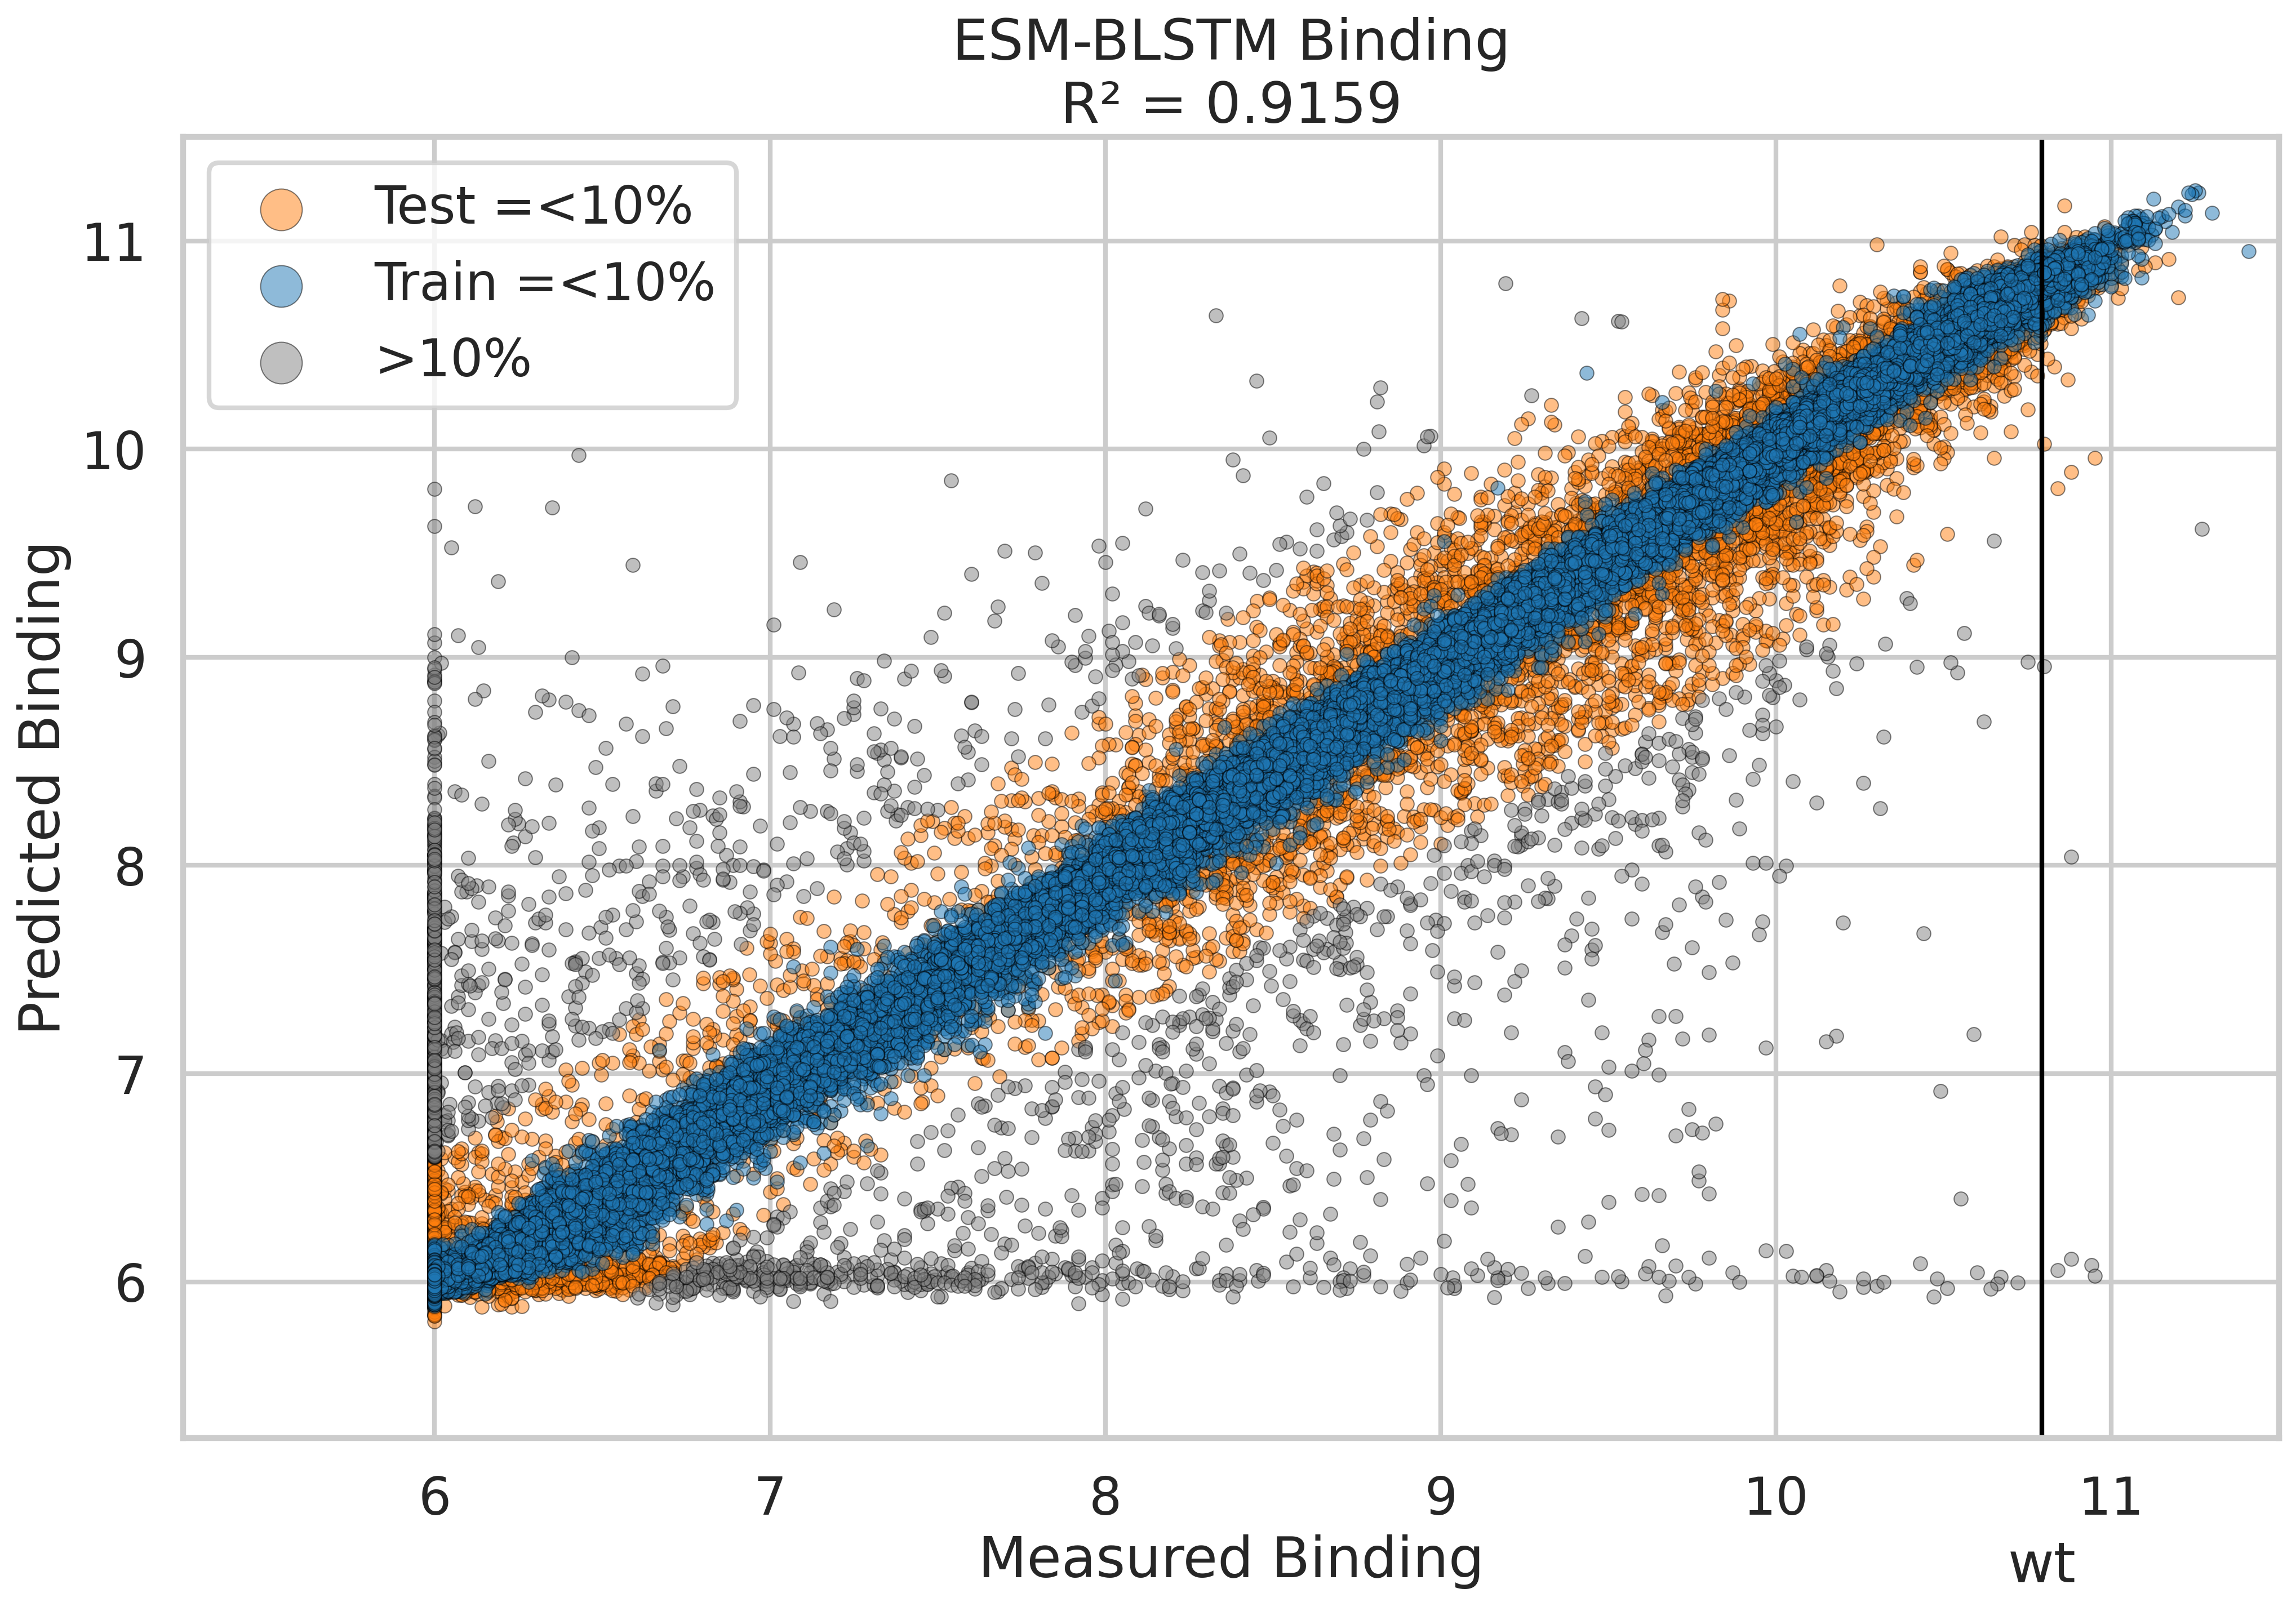 ESM-BLSTM Binding
R² = 0.9159
Test =<10%
Train =<10%
>10%
Predicted Binding
11
10
9
8
7
6
6 7 8 9 10 11
Measured Binding
wt